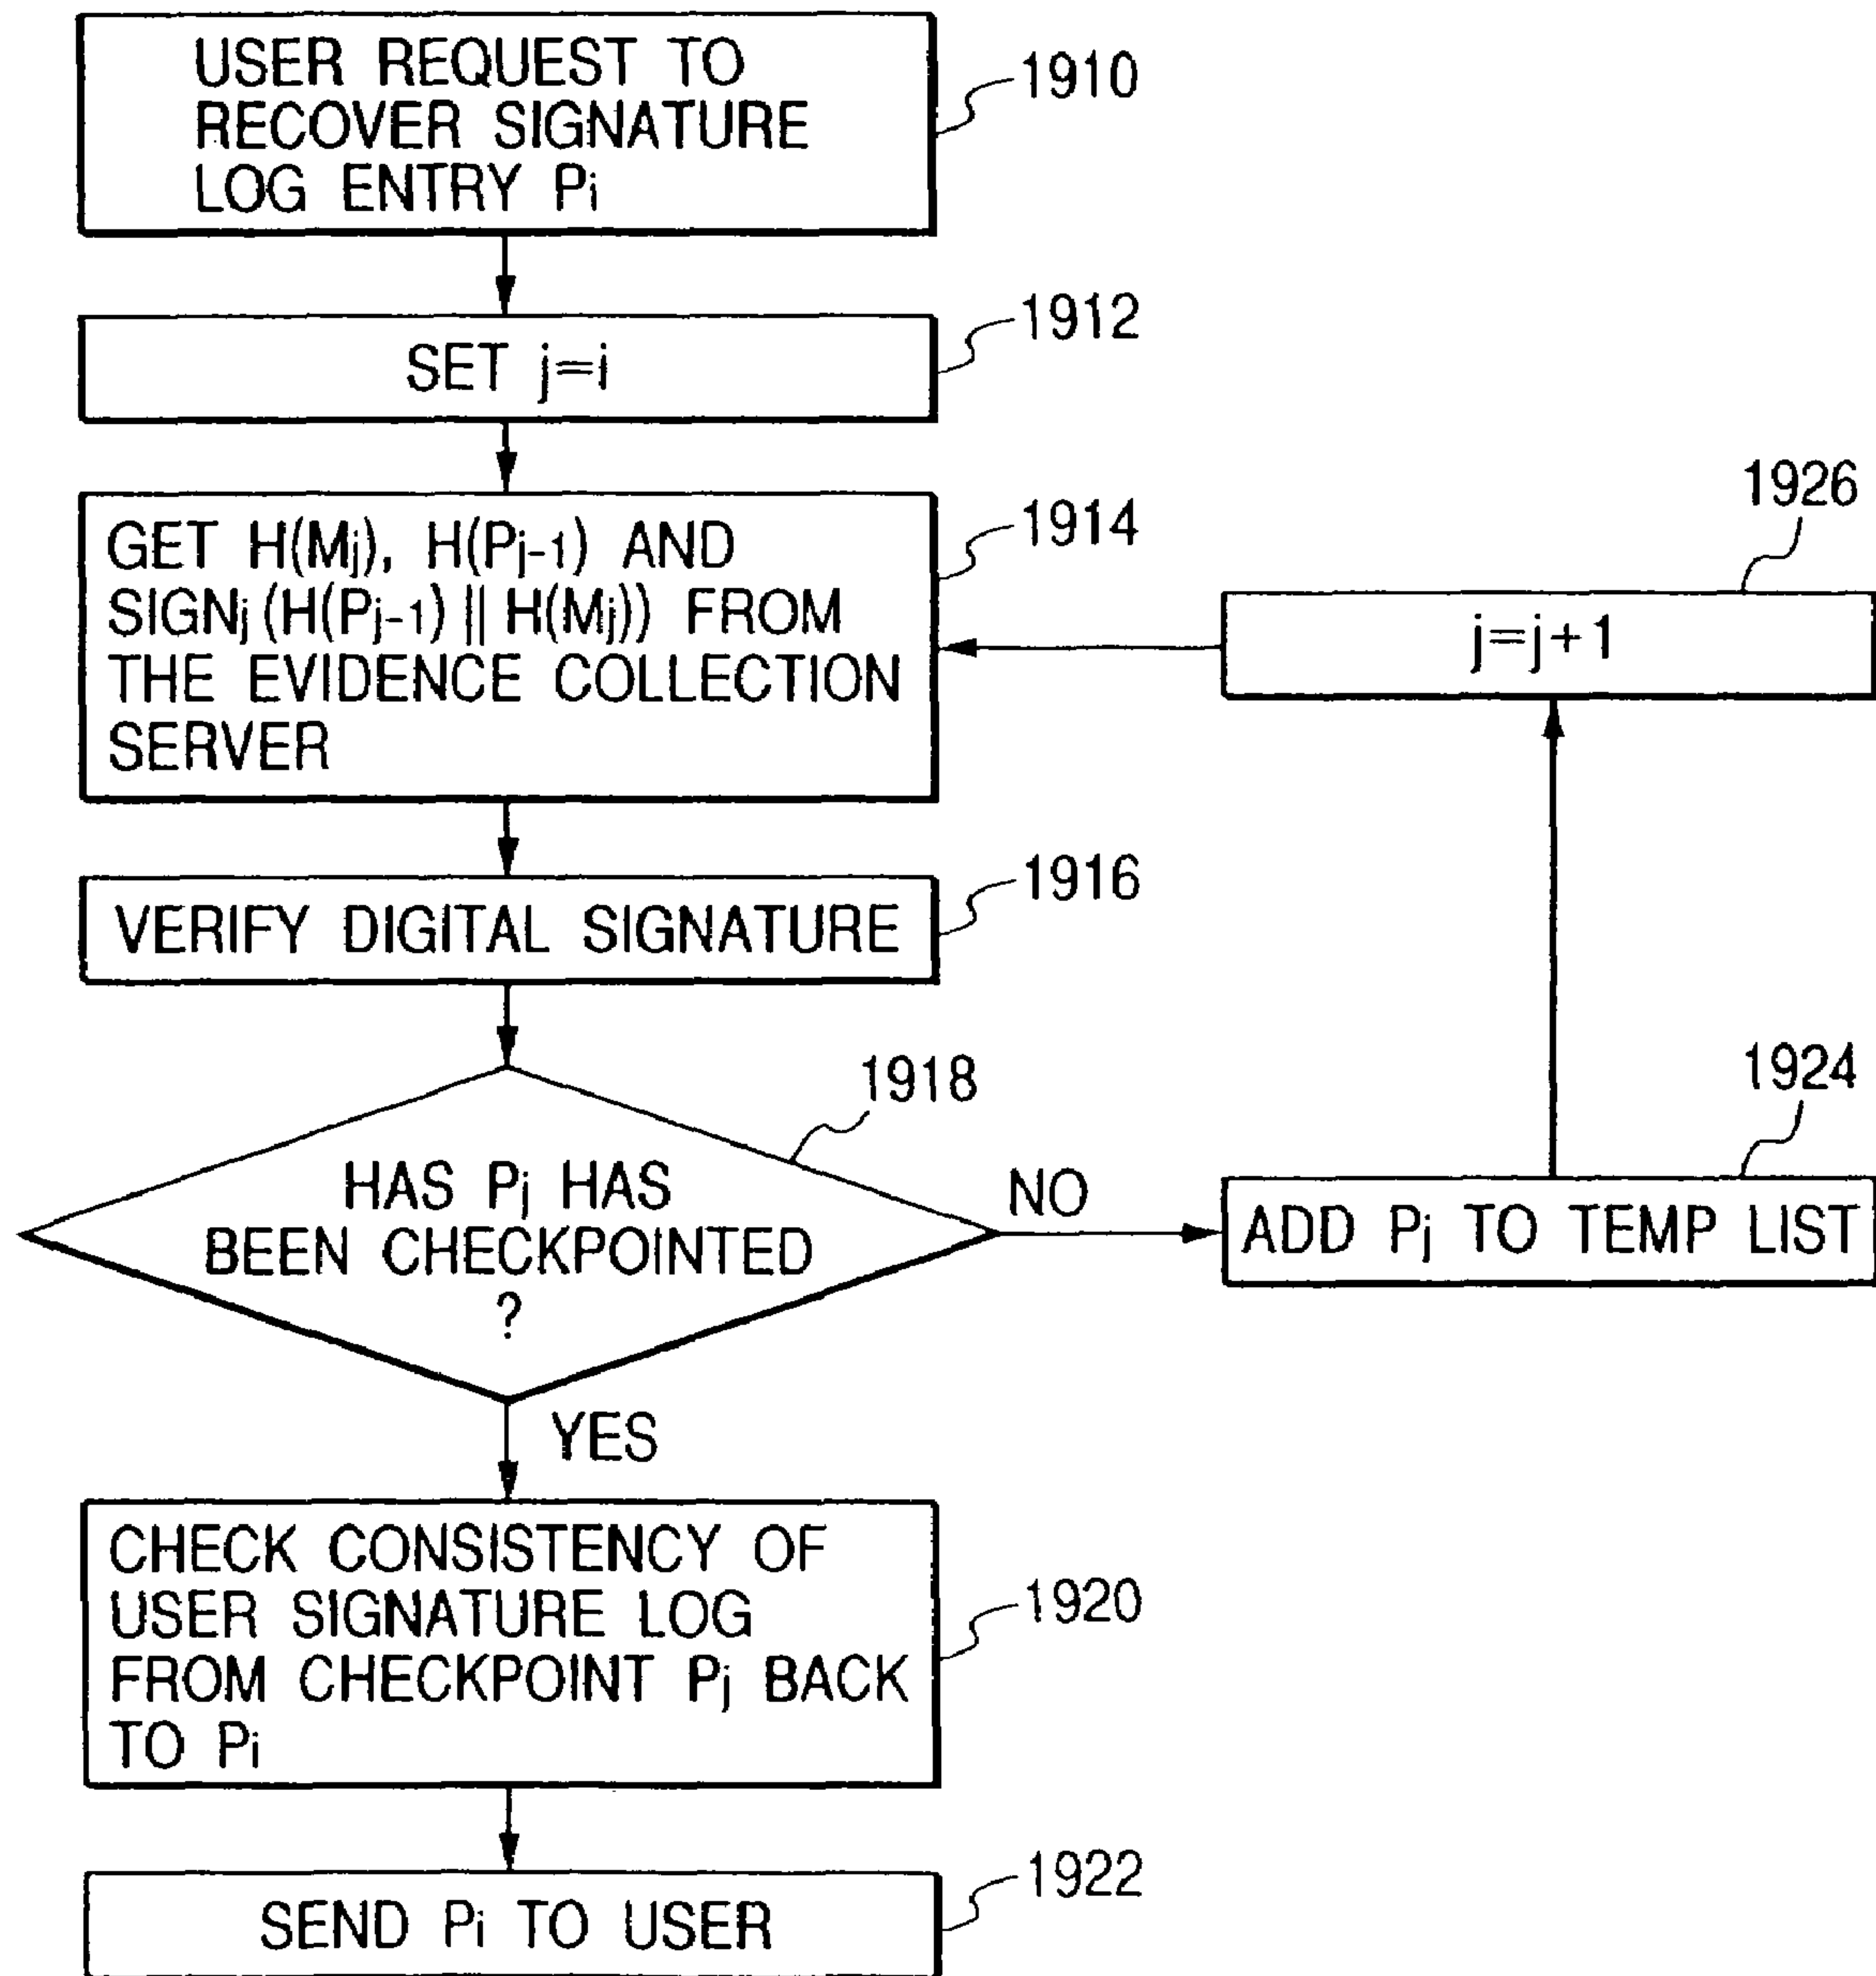 USER REQUEST TO
RECOVER SIGNATURE
LOG ENTRY Pi
1910
SET j=i
1912
GET H(Mj), H(Pj-1) AND
SIGNj (H(Pj-1) || H(Mj)) FROM
THE EVIDENCE COLLECTION
SERVER
1914
1926
j=j+1
VERIFY DIGITAL SIGNATURE
1916
HAS Pj HAS
BEEN CHECKPOINTED
?
1918
NO
1924
ADD Pj TO TEMP LIST
YES
CHECK CONSISTENCY OF
USER SIGNATURE LOG
FROM CHECKPOINT Pj BACK
TO Pi
1920
SEND Pi TO USER
1922